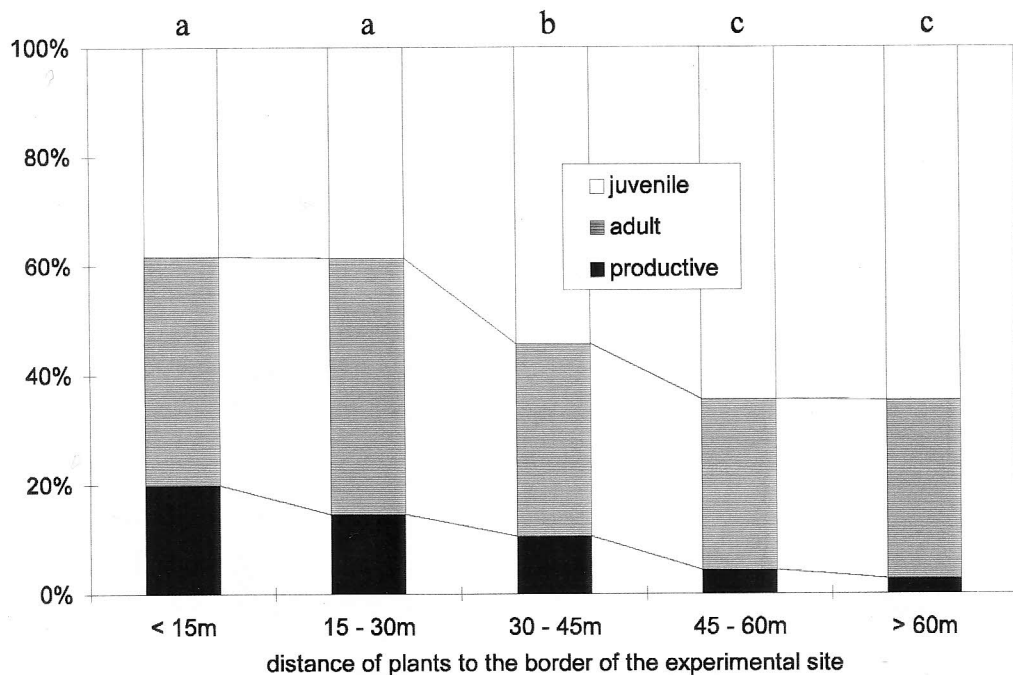 a a b c c
100%
80%
60%
40%
20%
0%
juvenile
adult
productive
< 15m 15 - 30m 30 - 45m 45 - 60m > 60m
distance of plants to the border of the experimental site